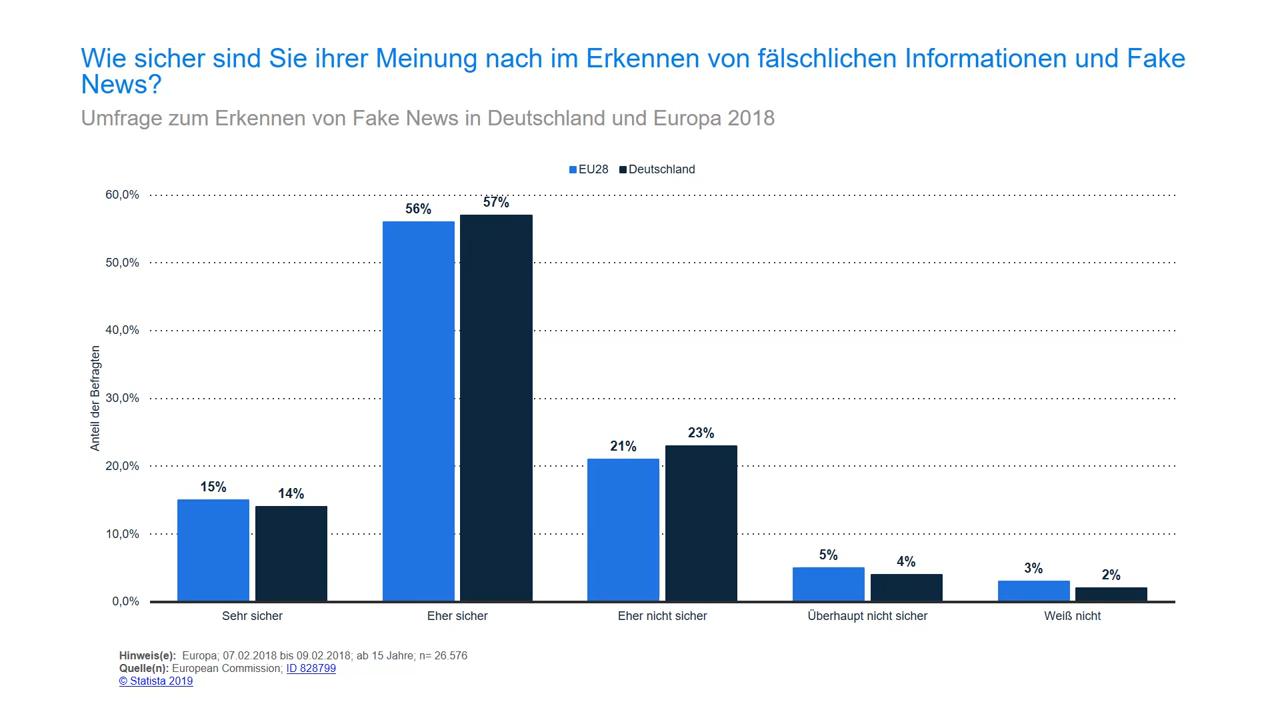 Wie sicher sind Sie ihrer Meinung nach im Erkennen von fälschlichen Informationen und Fake
News?
Umfrage zum Erkennen von Fake News in Deutschland und Europa 2018
EU28 Deutschland
60,0%
50,0%
40,0%
30,0%
20,0%
10,0%
0,0%
Anteil der Befragten
15% 14%
56% 57%
21% 23%
5% 4%
3% 2%
Sehr sicher Eher sicher Eher nicht sicher Überhaupt nicht sicher Weiß nicht
Hinweis(e): Europa; 07.02.2018 bis 09.02.2018; ab 15 Jahre; n= 26.576
Quelle(n): European Commission; ID 828799
© Statista 2019